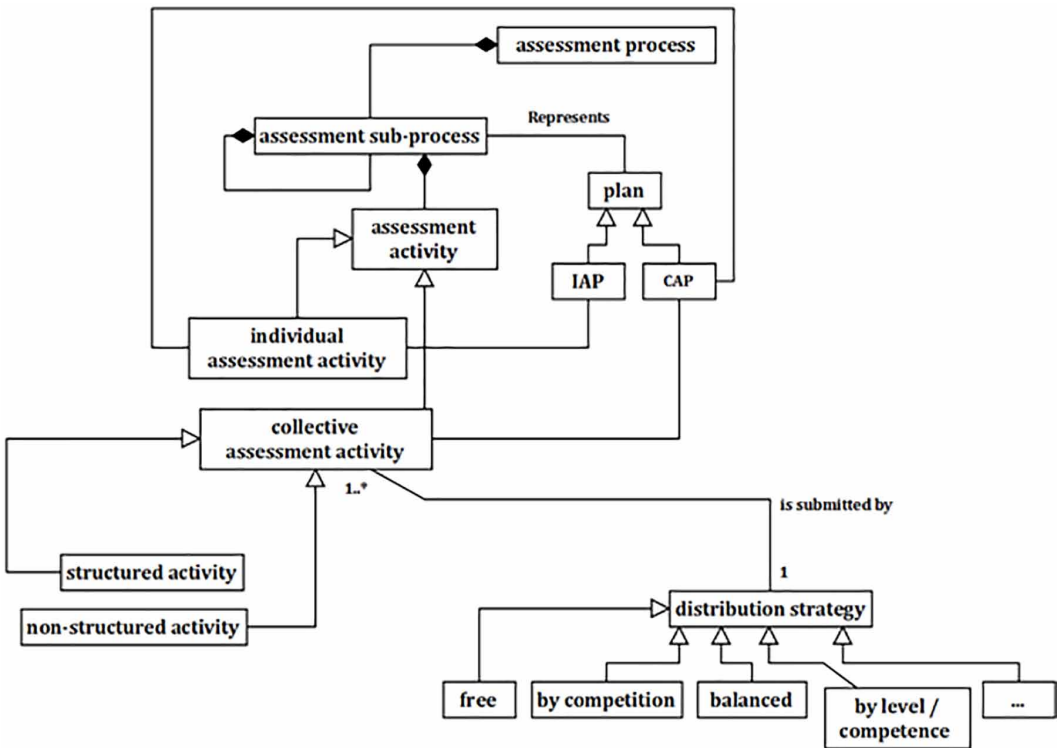 assessment process
Represents
assessment sub-process
plan
assessment
activity
IAP
CAP
individual
assessment activity
collective
assessment activity
1..*
is submitted by
structured activity
1
distribution strategy
non-structured activity
free
by competition
balanced
by level /
competence
...